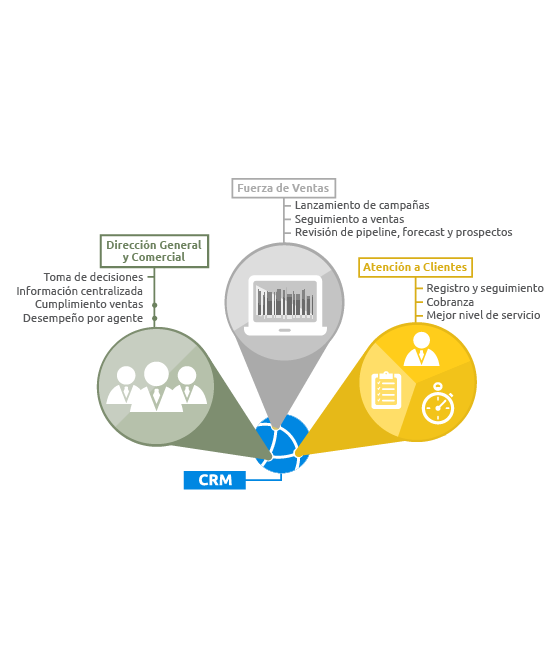 Fuerza de Ventas
Lanzamiento de campañas
Seguimiento a ventas
Revisión de pipeline, forecast y prospectos
Dirección General
y Comercial
Toma de decisiones
Información centralizada
Cumplimiento ventas
Desempeño por agente
Atención a Clientes
Registro y seguimiento
Cobranza
Mejor nivel de servicio
CRM